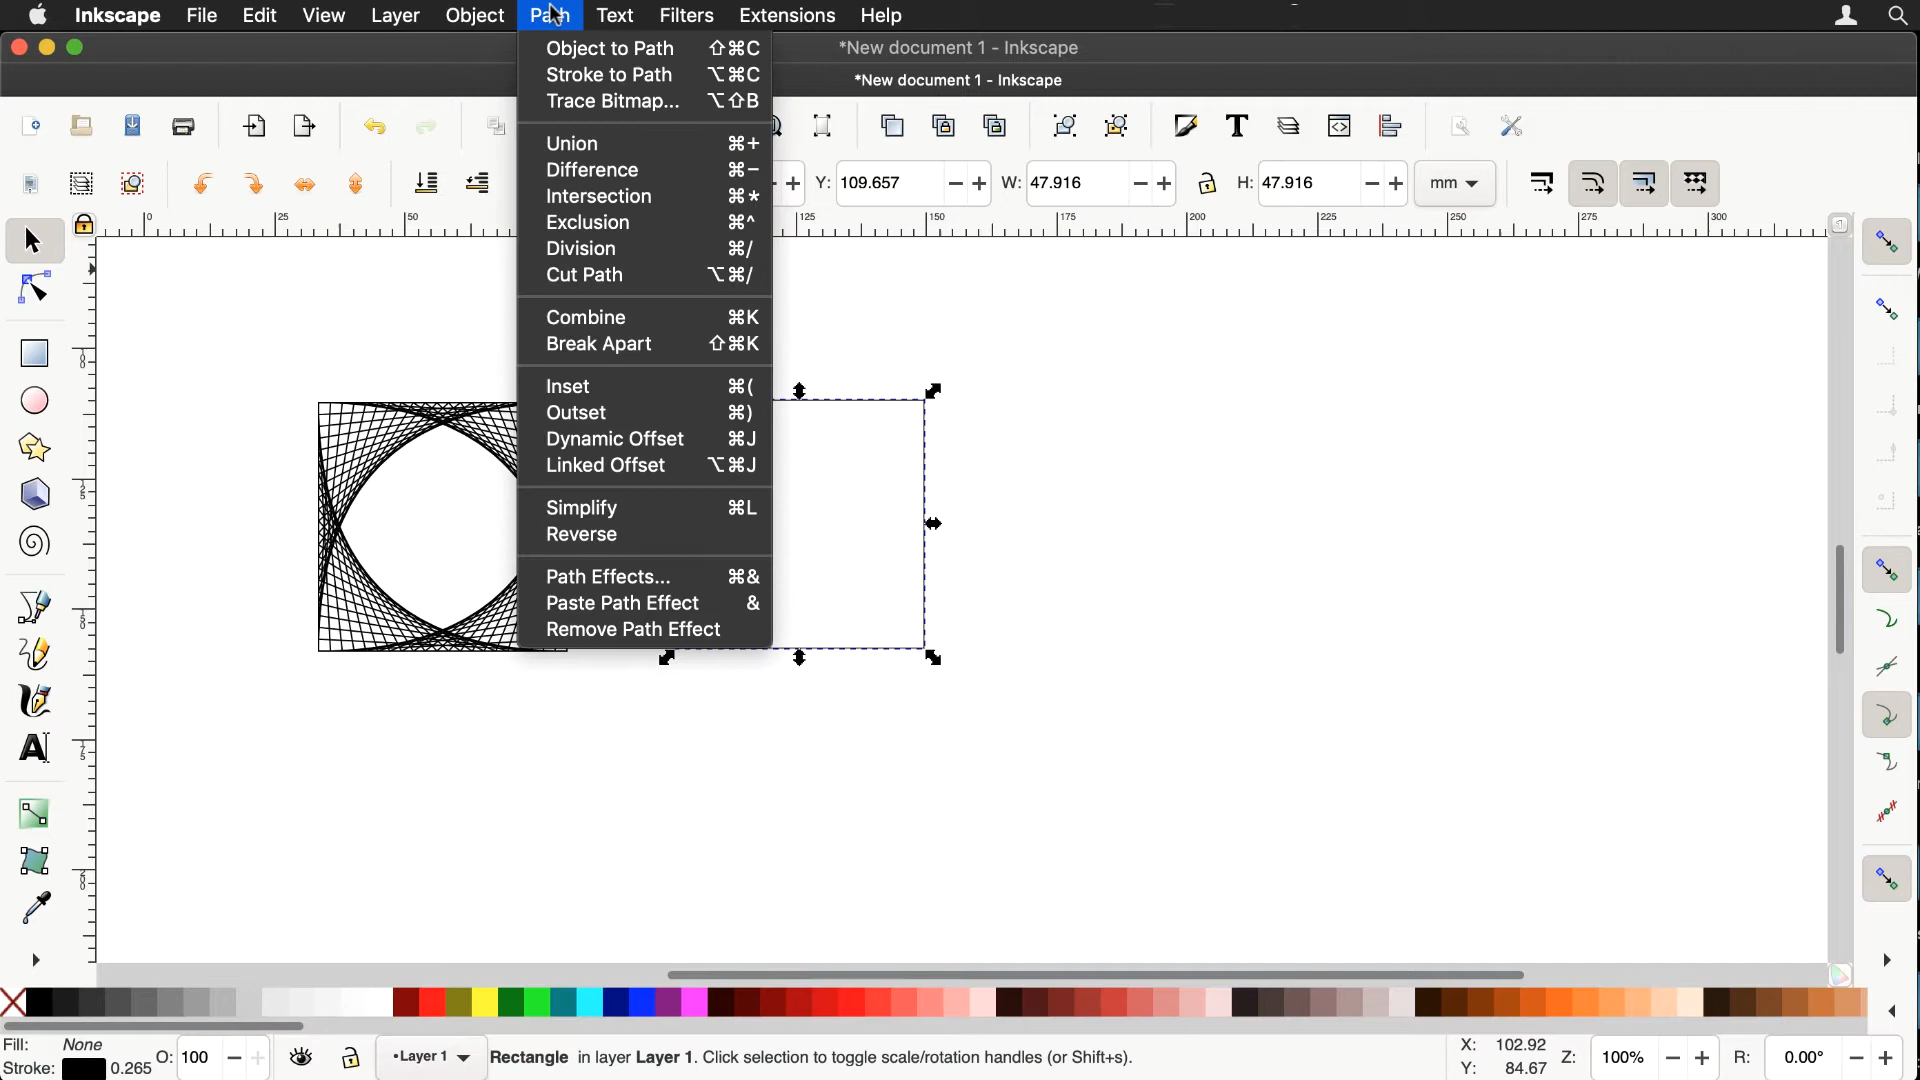 Inkscape File Edit View Layer Object Path Text Filters Extensions Help
*New document 1 - Inkscape
*New document 1 - Inkscape
Object to Path ⇧⌘C
Stroke to Path ⌥⌘C
Trace Bitmap... ⌥⇧B
Union ⌘+
Difference ⌘-
Intersection ⌘*
Exclusion ⌘^
Division ⌘/
Cut Path ⌥⌘/
Combine ⌘K
Break Apart ⇧⌘K
Inset ⌘(
Outset ⌘)
Dynamic Offset ⌘J
Linked Offset ⌥⌘J
Simplify ⌘L
Reverse
Path Effects... ⌘&
Paste Path Effect &
Remove Path Effect
Y: 109.657 W: 47.916 H: 47.916 mm
0 25 50 125 150 175 200 225 250 275 300
Fill: None
Stroke: 0.265
O: 100
•Layer 1
Rectangle in layer Layer 1. Click selection to toggle scale/rotation handles (or Shift+s).
X: 102.92
Y: 84.67
Z: 100%
R: 0.00°